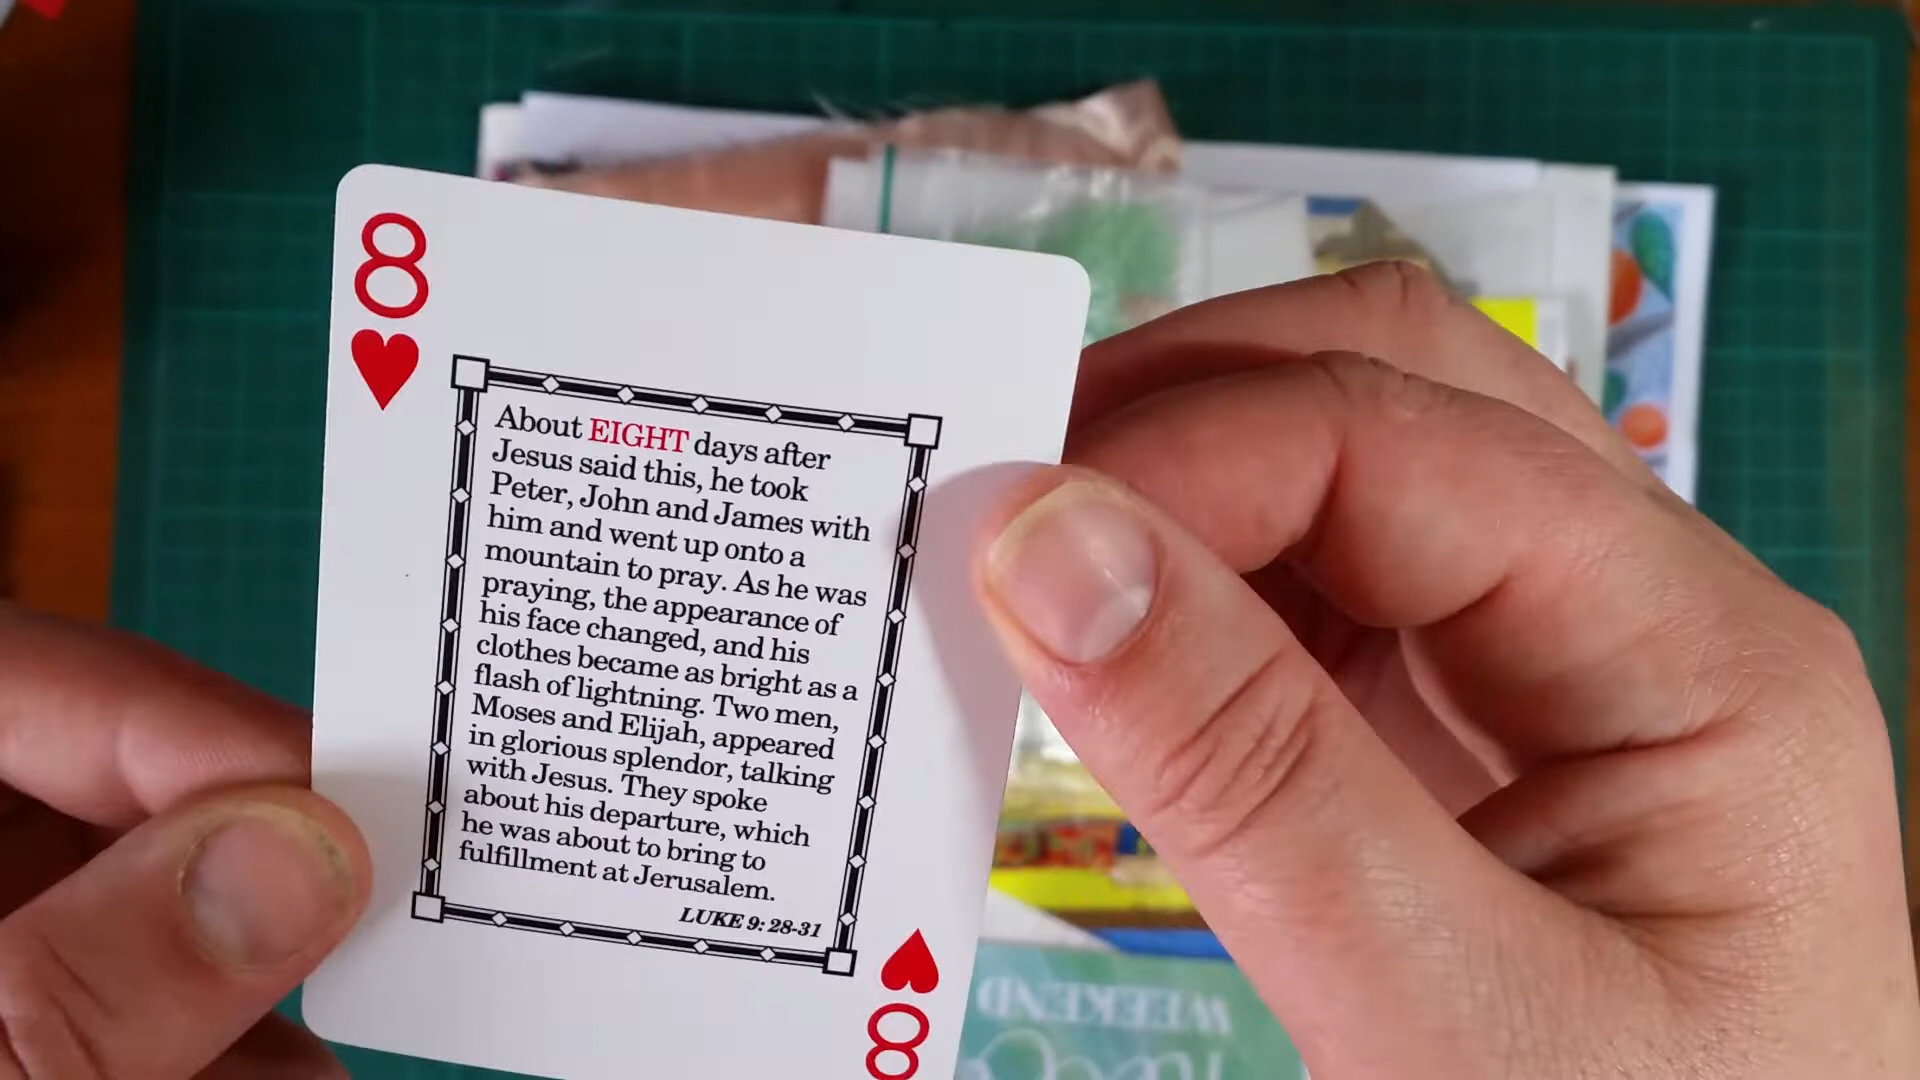 8
About EIGHT days after
Jesus said this, he took
Peter, John and James with
him and went up onto a
mountain to pray. As he was
praying, the appearance of
his face changed, and his
clothes became as bright as a
flash of lightning. Two men,
Moses and Elijah, appeared
in glorious splendor, talking
with Jesus. They spoke
about his departure, which
he was about to bring to
fulfillment at Jerusalem.
LUKE 9: 28-31
8
WEEKEND